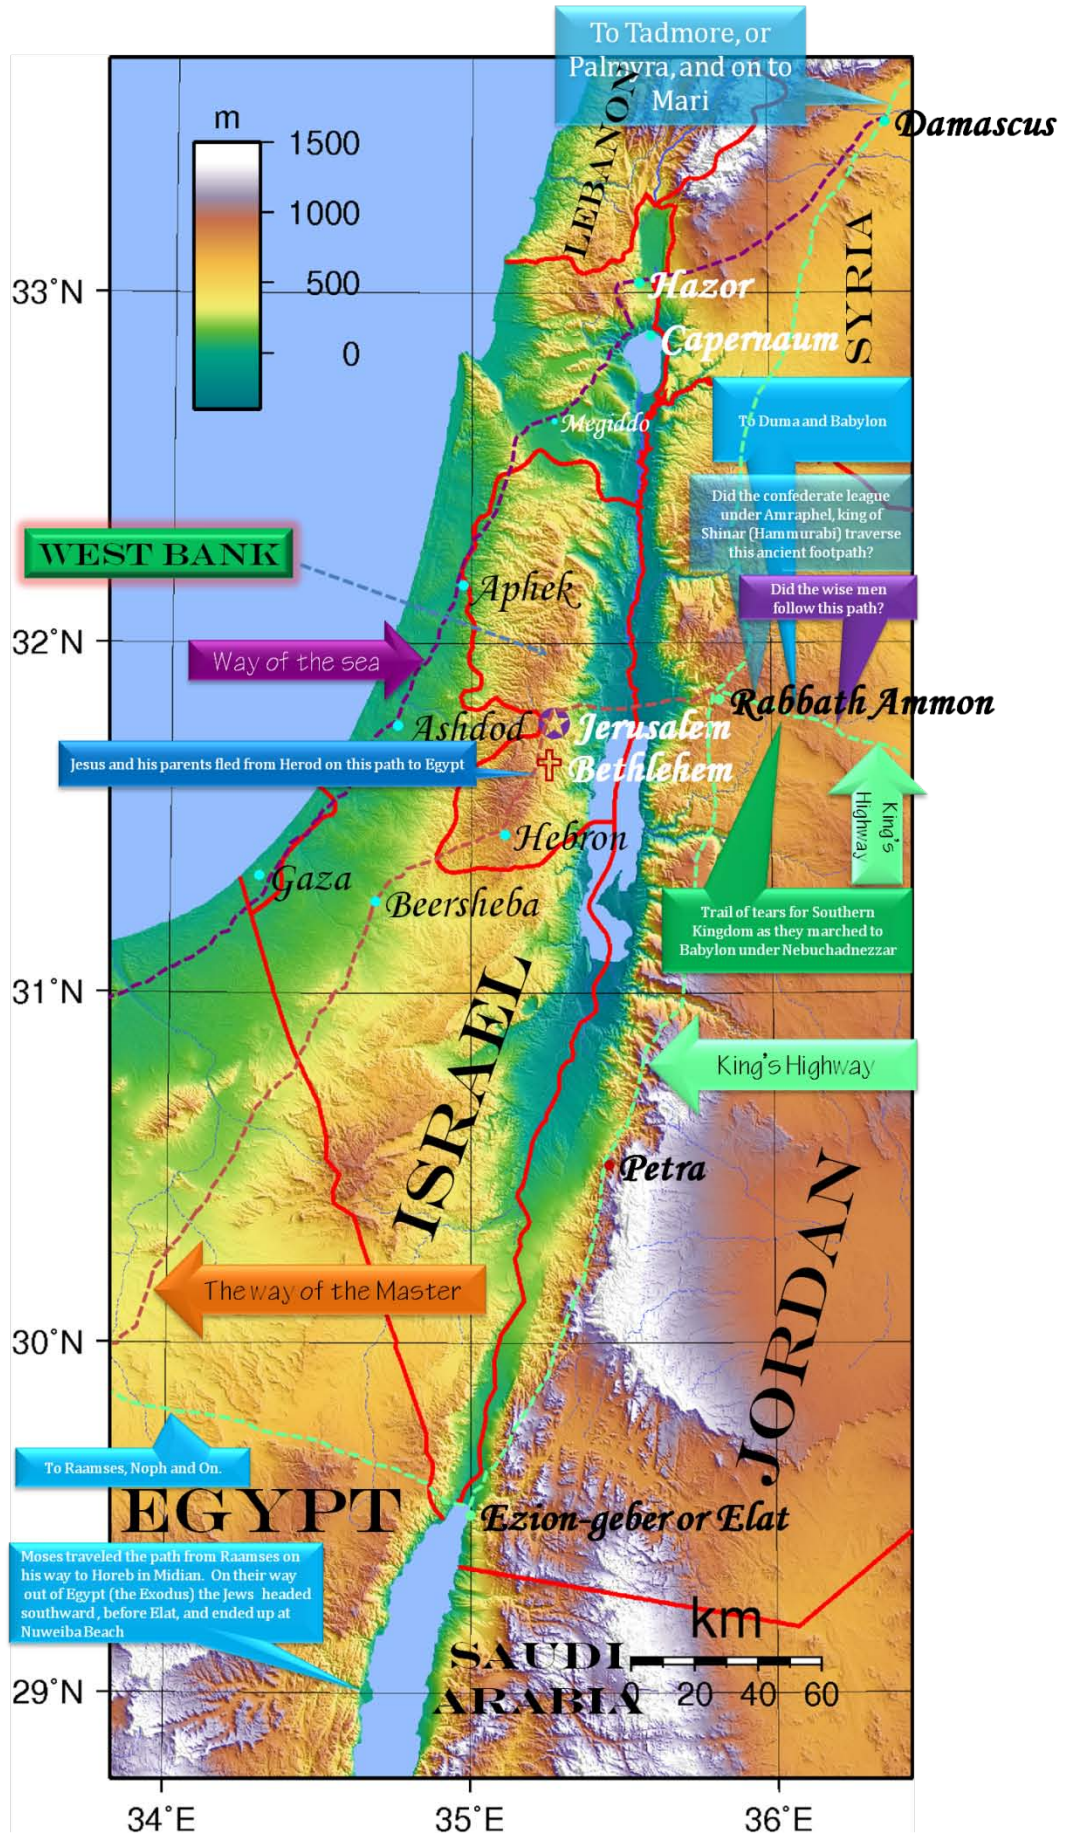 To Tadmore, or
Palmyra, and on to
Mari
Damascus
m
1500
1000
500
0
LEBANON
SYRIA
33°N
Hazor
Capernaum
Megiddo
To Duma and Babylon
Did the confederate league
under Amraphel, king of
Shinar (Hammurabi) traverse
this ancient footpath?
WEST BANK
Did the wise men
follow this path?
Aphek
32°N
Way of the sea
Rabbath Ammon
Ashdod
Jerusalem
Jesus and his parents fled from Herod on this path to Egypt
Bethlehem
King's
Highway
Hebron
Gaza
Beersheba
Trail of tears for Southern
Kingdom as they marched to
Babylon under Nebuchadnezzar
31°N
ISRAEL
King's Highway
Petra
JORDAN
The way of the Master
30°N
To Raamses, Noph and On.
EGYPT
Ezion-geber or Elat
Moses traveled the path from Raamses on
his way to Horeb in Midian. On their way
out of Egypt (the Exodus) the Jews headed
southward, before Elat, and ended up at
Nuweiba Beach
km
0 20 40 60
SAUDI
ARABIA
29°N
34°E 35°E 36°E